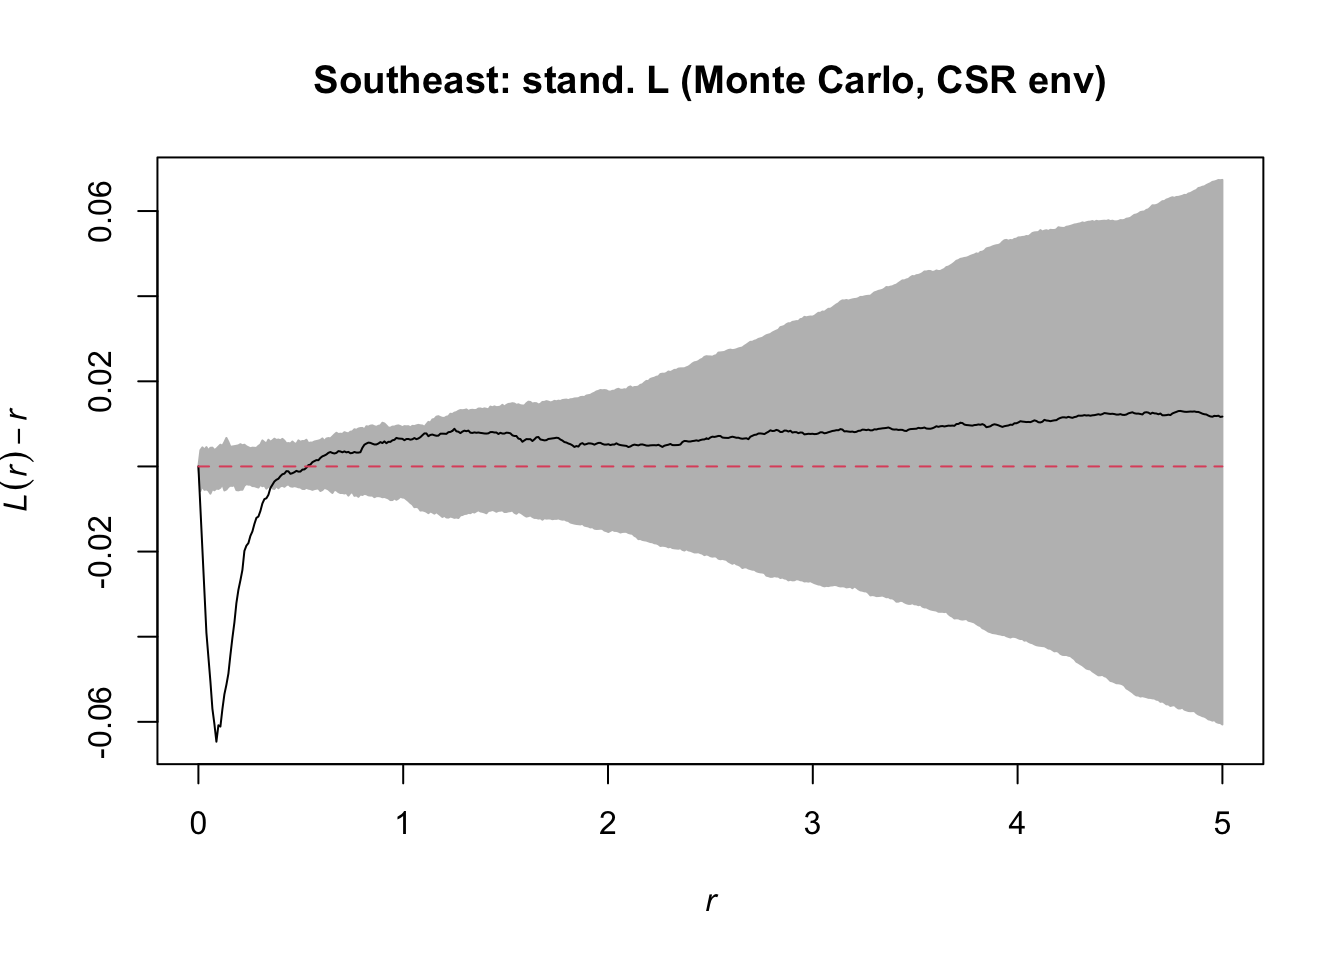 Southeast: stand. L (Monte Carlo, CSR env)
0.06
0.02
-0.02
-0.06
L(r) − r
0 1 2 3 4 5
r